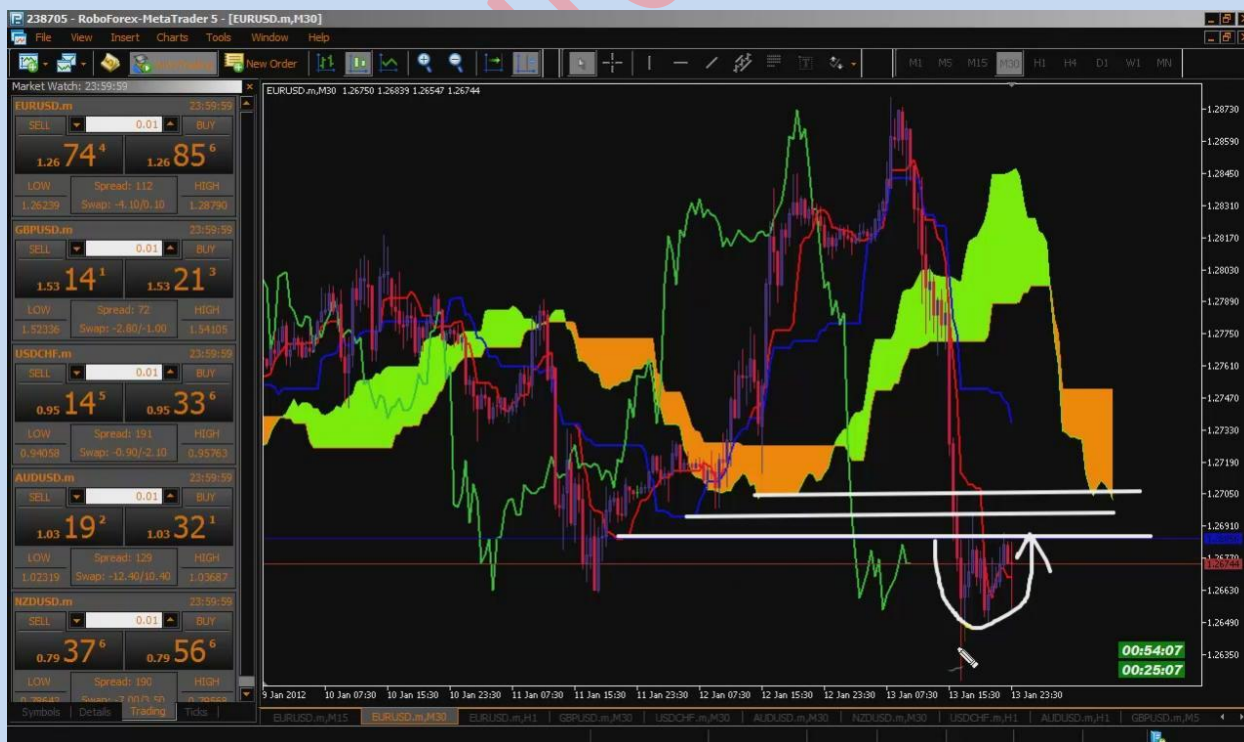 238705 - RoboForex-MetaTrader 5 - [EURUSD.m,M30]
File View Insert Charts Tools Window Help
New Order
M1 M5 M15 M30 H1 H4 D1 W1 MN
Market Watch: 23:59:59
EURUSD.m 23:59:59
SELL 0.01 BUY
1.26 74 4 1.26 85 6
LOW Spread: 112 HIGH
1.26239 Swap: -4.10/0.10 1.28790
GBPUSD.m 23:59:59
SELL 0.01 BUY
1.53 14 1 1.53 21 3
LOW Spread: 72 HIGH
1.52336 Swap: -2.80/-1.00 1.54105
USDCHF.m 23:59:59
SELL 0.01 BUY
0.95 14 5 0.95 33 6
LOW Spread: 191 HIGH
0.94058 Swap: -0.90/-2.10 0.95763
AUDUSD.m 23:59:59
SELL 0.01 BUY
1.03 19 2 1.03 32 1
LOW Spread: 129 HIGH
1.02319 Swap: -12.40/10.40 1.03687
NZDUSD.m 23:59:59
SELL 0.01 BUY
0.79 37 6 0.79 56 6
LOW Spread: 190 HIGH
Symbols Details Trading Ticks
EURUSD.m,M30 1.26750 1.26839 1.26547 1.26744
1.28730
1.28590
1.28450
1.28310
1.28170
1.28030
1.27890
1.27750
1.27610
1.27470
1.27330
1.27190
1.27050
1.26910
1.26770
1.26744
1.26630
1.26490
1.26350
00:54:07
00:25:07
9 Jan 2012 10 Jan 07:30 10 Jan 15:30 10 Jan 23:30 11 Jan 07:30 11 Jan 15:30 11 Jan 23:30 12 Jan 07:30 12 Jan 15:30 12 Jan 23:30 13 Jan 07:30 13 Jan 15:30 13 Jan 23:30
EURUSD.m,M15 EURUSD.m,M30 EURUSD.m,H1 GBPUSD.m,M30 USDCHF.m,M30 AUDUSD.m,M30 NZDUSD.m,M30 USDCHF.m,H1 AUDUSD.m,H1 GBPUSD.m,M5